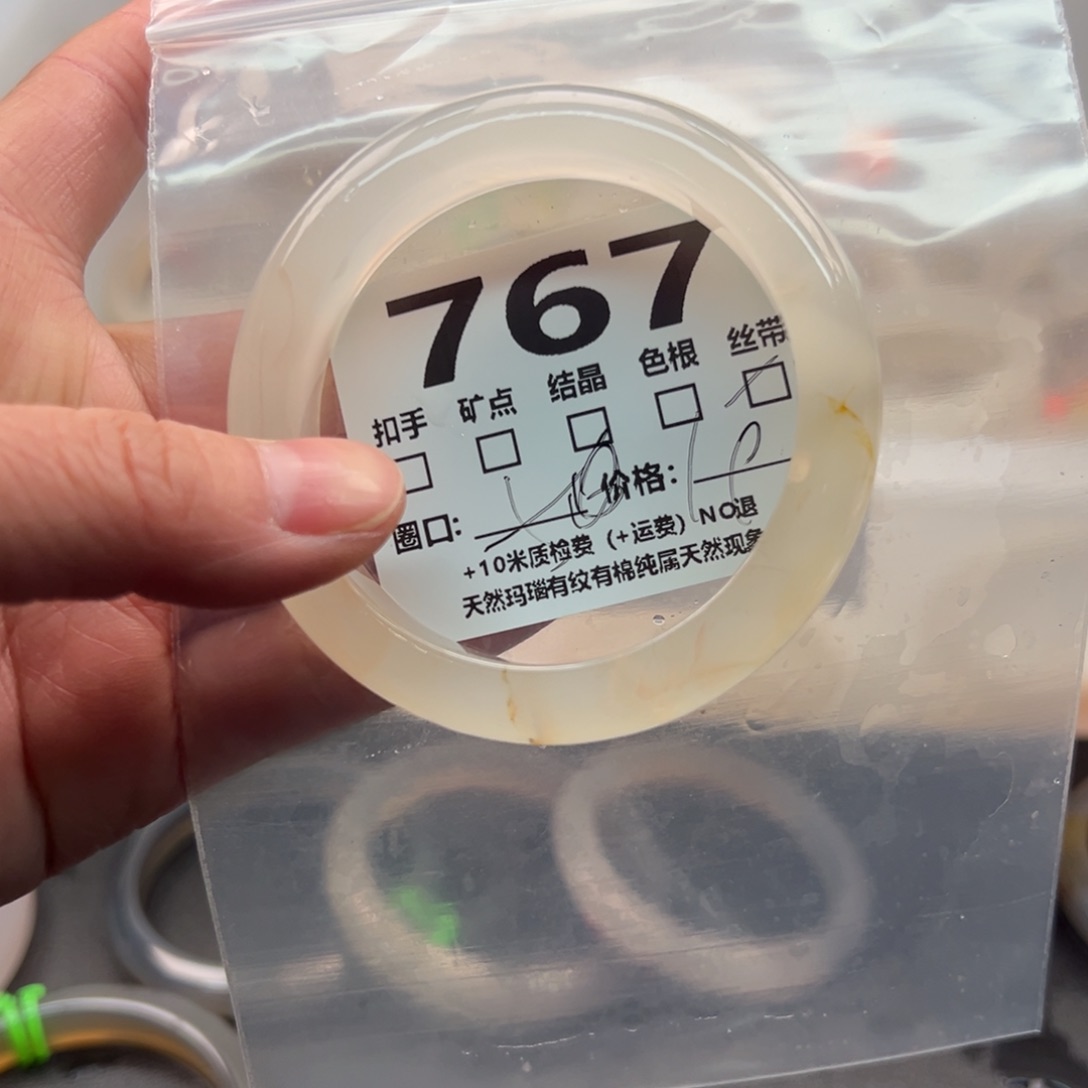 767
扣手 矿点 结晶 色根 丝带
圈口: 价格:
+10米质检费（+运费）NO退
天然玛瑙有纹有棉纯属天然现象